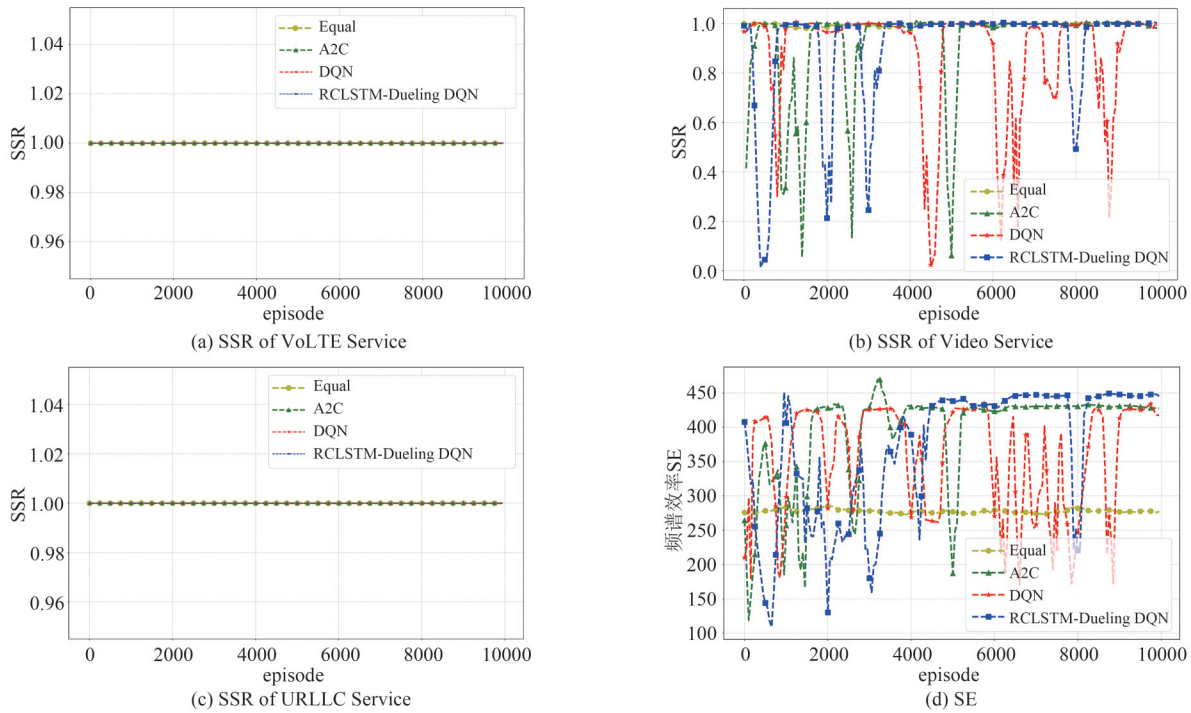 1.04
1.02
1.00
0.98
0.96
SSR
Equal
A2C
DQN
RCLSTM-Dueling DQN
0 2000 4000 6000 8000 10000
episode
(a) SSR of VoLTE Service
1.0
0.8
0.6
0.4
0.2
0.0
SSR
Equal
A2C
DQN
RCLSTM-Dueling DQN
0 2000 4000 6000 8000 10000
episode
(b) SSR of Video Service
1.04
1.02
1.00
0.98
0.96
SSR
Equal
A2C
DQN
RCLSTM-Dueling DQN
0 2000 4000 6000 8000 10000
episode
(c) SSR of URLLC Service
450
400
350
300
250
200
150
100
频谱效率SE
Equal
A2C
DQN
RCLSTM-Dueling DQN
0 2000 4000 6000 8000 10000
episode
(d) SE